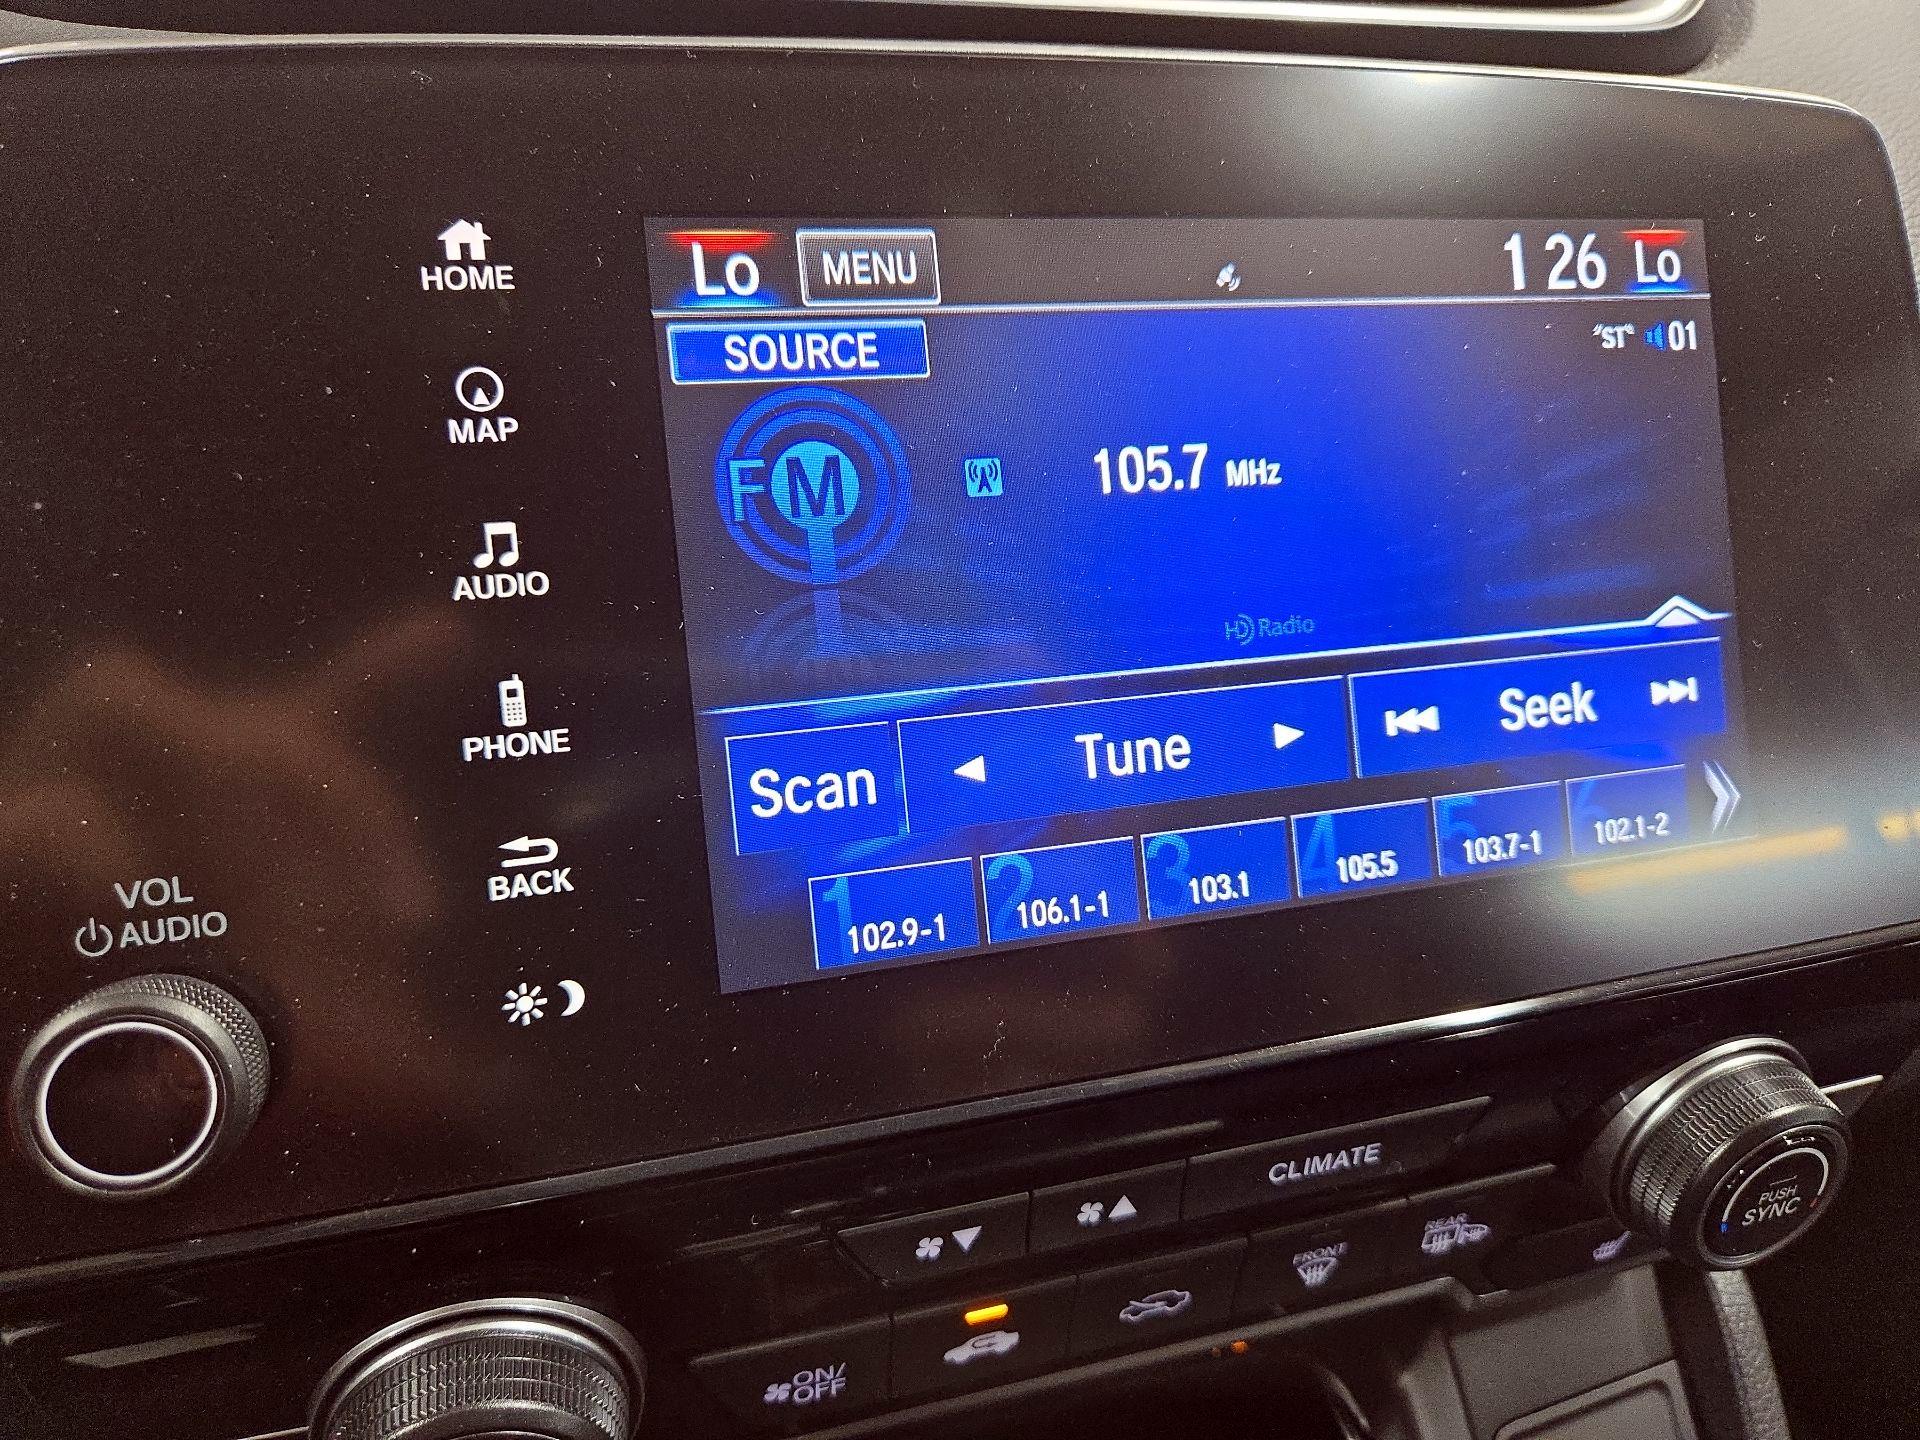 HOME
MAP
AUDIO
PHONE
BACK
VOL
AUDIO
Lo MENU 1 26 Lo
SOURCE "ST" 01
FM 105.7 MHz
HD Radio
Scan Tune Seek
1 102.9-1 2 106.1-1 3 103.1 4 105.5 5 103.7-1 6 102.1-2
CLIMATE
PUSH
SYNC
FRONT
REAR
ON/
OFF